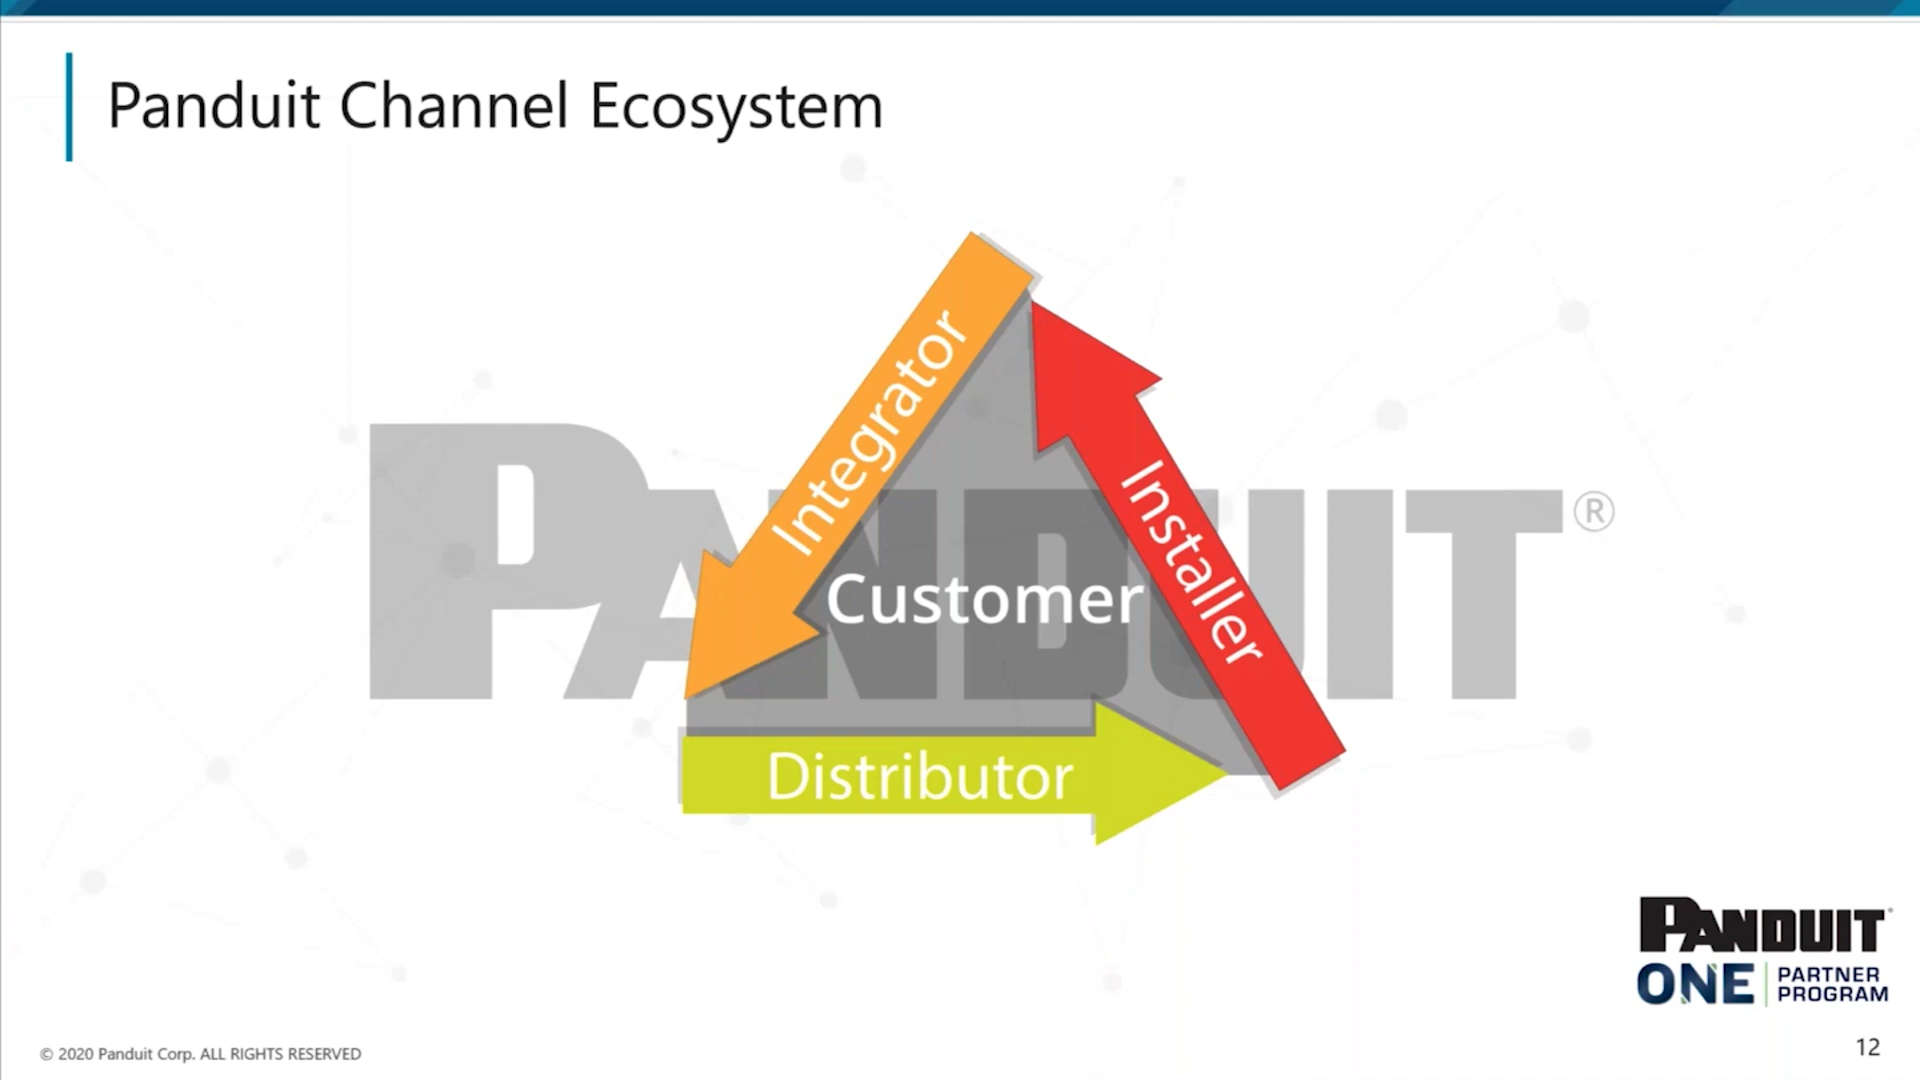 Panduit Channel Ecosystem
Integrator
Installer
PANDUIT®
Customer
Distributor
PANDUIT
ONE
PARTNER
PROGRAM
© 2020 Panduit Corp. ALL RIGHTS RESERVED
12